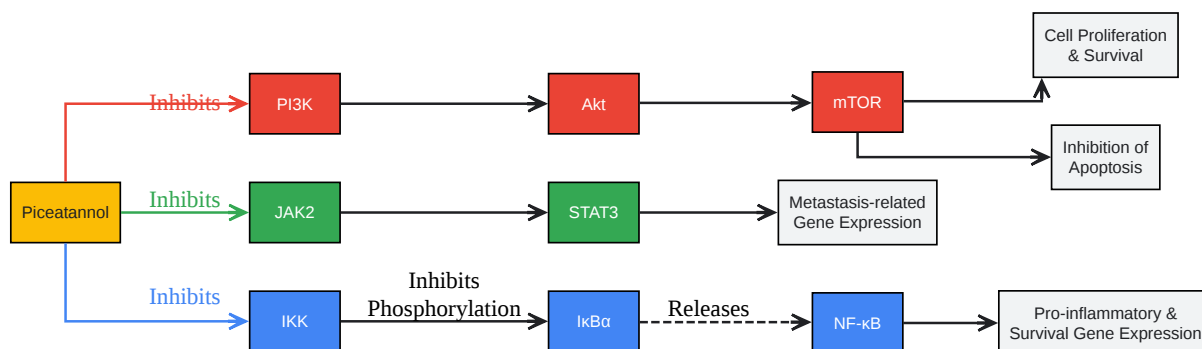 Cell Proliferation
& Survival
Inhibits
PI3K
Akt
mTOR
Inhibition of
Apoptosis
Piceatannol
Inhibits
JAK2
STAT3
Metastasis-related
Gene Expression
Inhibits
IKK
Inhibits
Phosphorylation
IκBα
Releases
NF-κB
Pro-inflammatory &
Survival Gene Expression